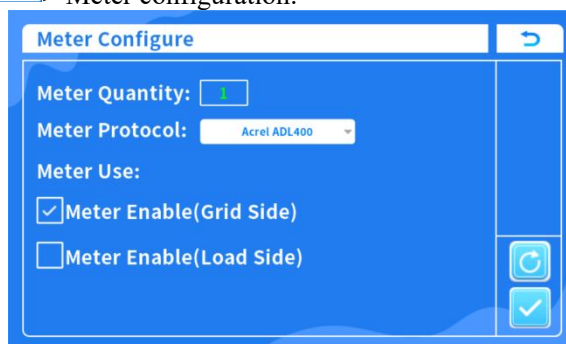 Meter configuration:
Meter Configure
Meter Quantity: 1
Meter Protocol: Acrel ADL400
Meter Use:
Meter Enable(Grid Side)
Meter Enable(Load Side)